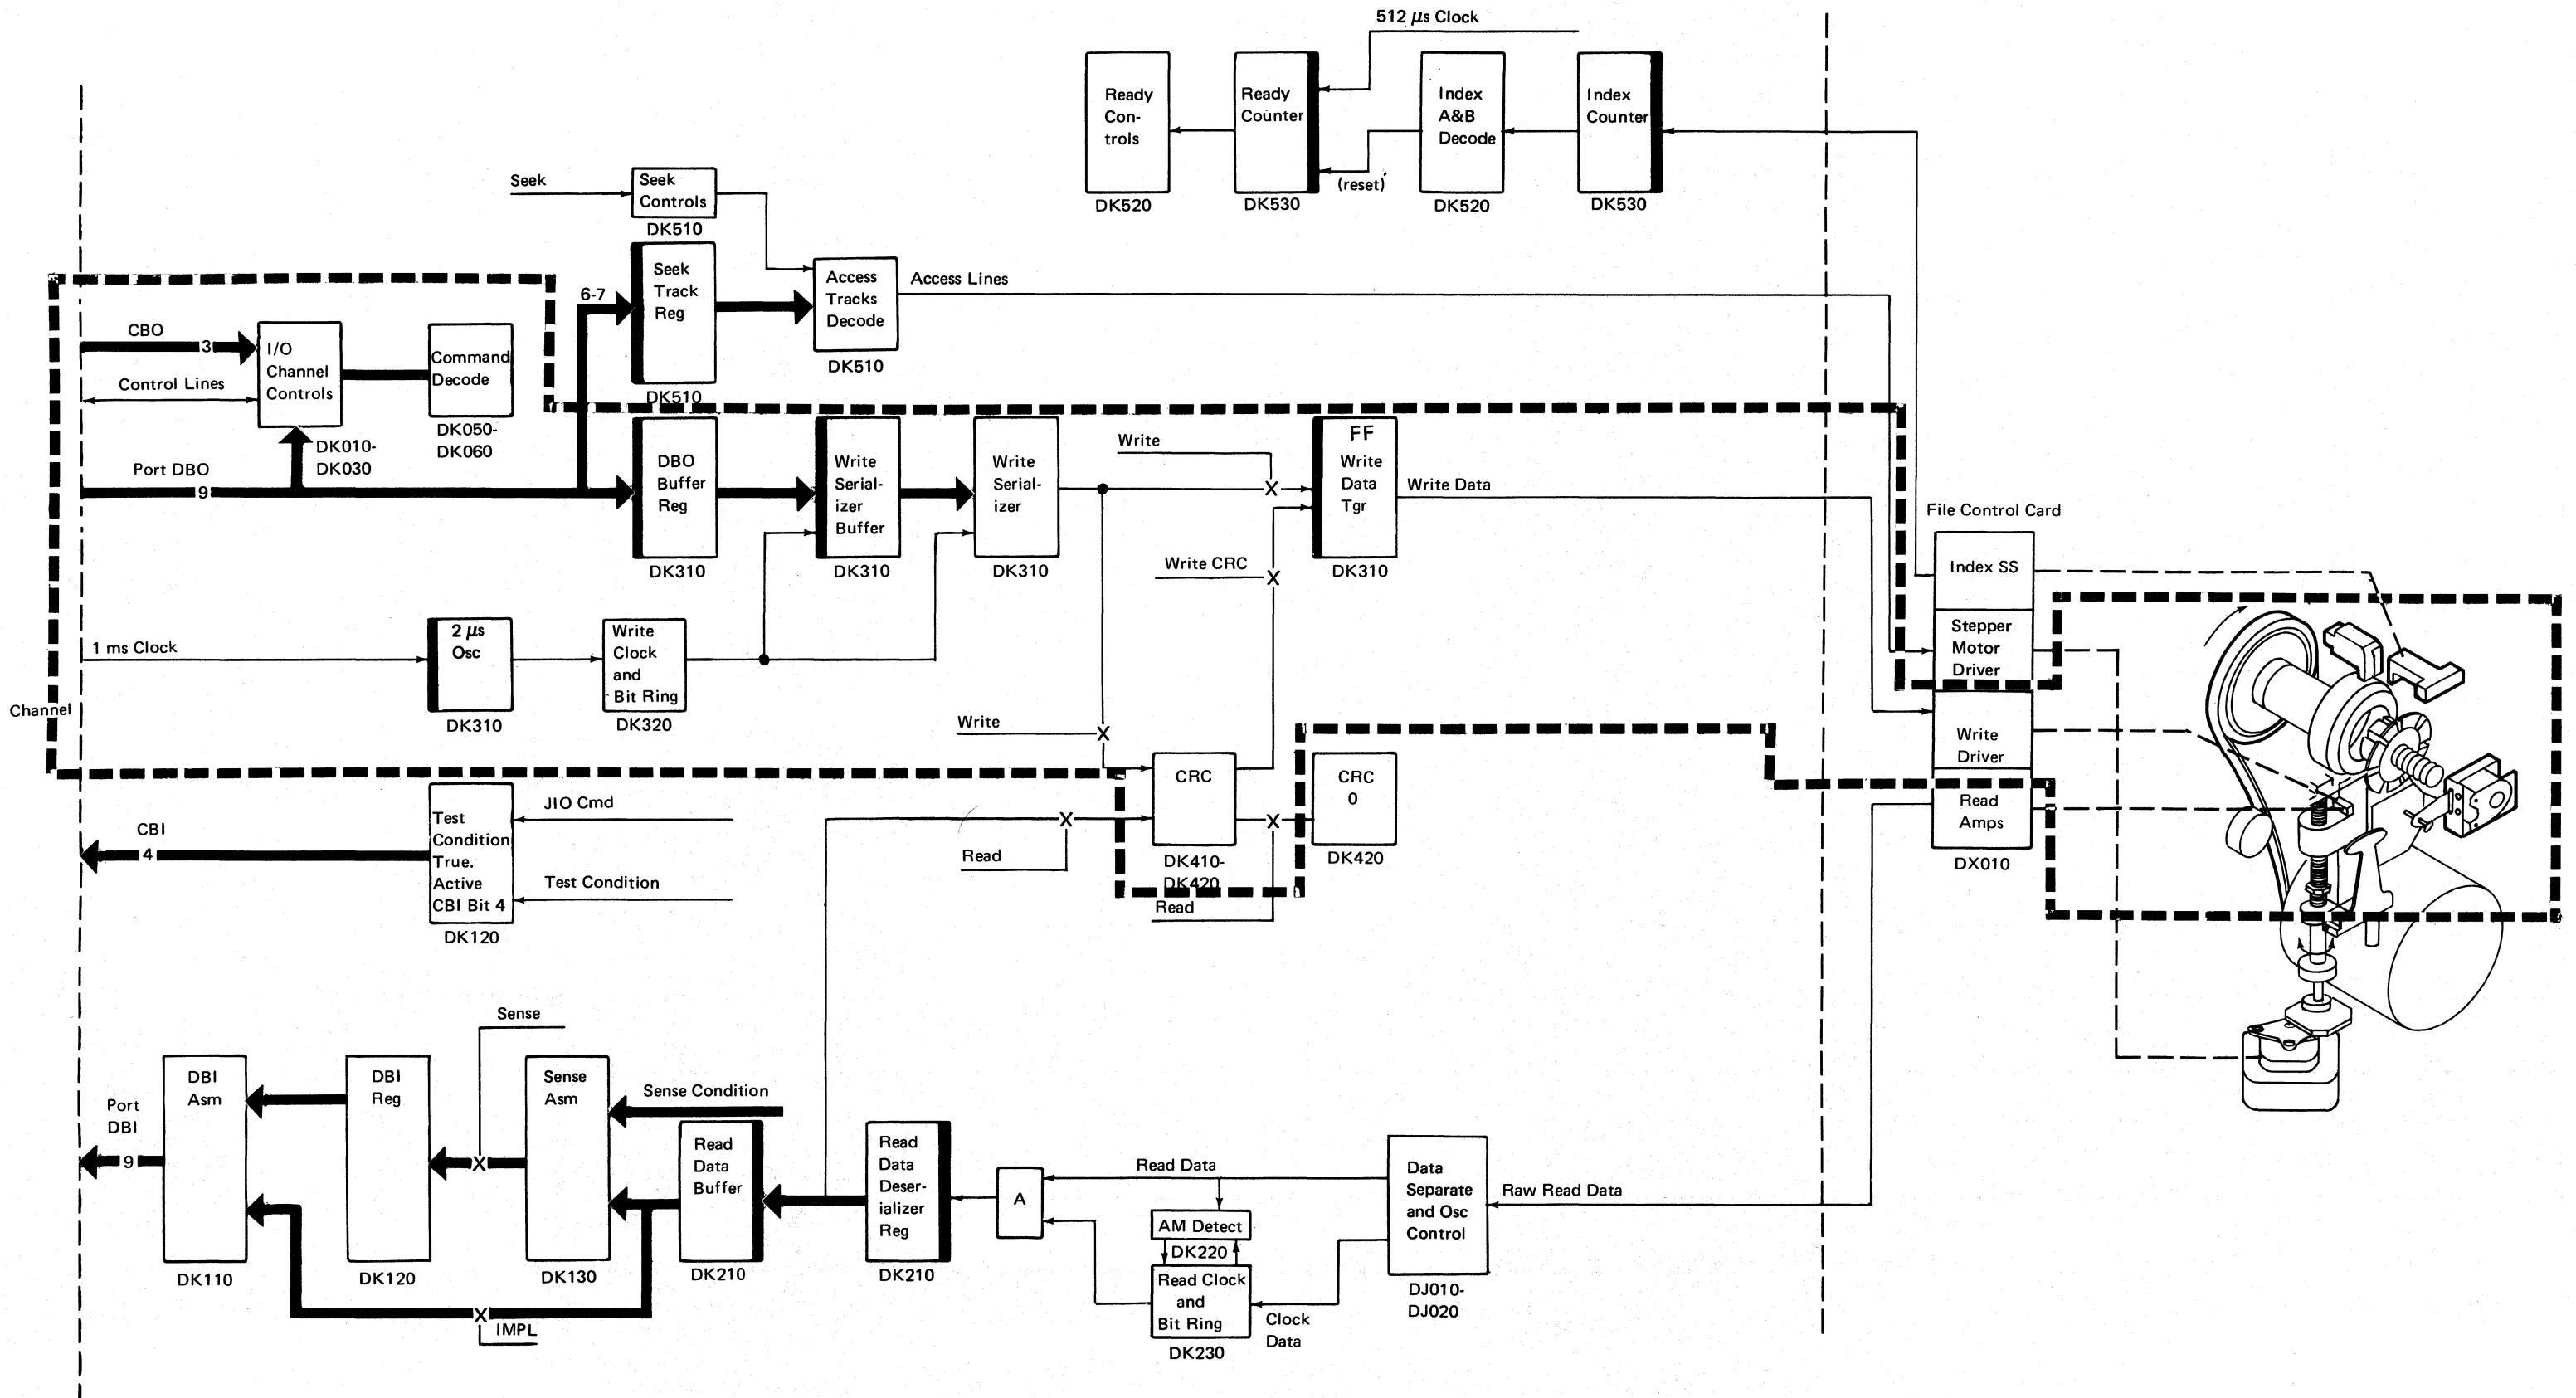 512 μs Clock
Ready
Con-
trols
DK520
Ready
Counter
DK530
(reset)
Index
A&B
Decode
DK520
Index
Counter
DK530
Seek
Seek
Controls
DK510
Seek
Track
Reg
DK510
6-7
Access
Tracks
Decode
DK510
Access Lines
CBO
3
Control Lines
I/O
Channel
Controls
DK010-
DK030
Command
Decode
DK050-
DK060
Port DBO
9
DBO
Buffer
Reg
DK310
Write
Serial-
izer
Buffer
DK310
Write
Serial-
izer
DK310
Write
X
Write CRC
X
FF
Write
Data
Tgr
DK310
Write Data
File Control Card
Index SS
Stepper
Motor
Driver
Write
Driver
Read
Amps
DX010
1 ms Clock
2 μs
Osc
DK310
Write
Clock
and
Bit Ring
DK320
Channel
Write
X
CRC
DK410-
DK420
CRC
0
DK420
X
Read
X
Read
CBI
4
Test
Condition
True.
Active
CBI Bit 4
DK120
JIO Cmd
Test Condition
Sense
Port
DBI
9
DBI
Asm
DK110
DBI
Reg
DK120
X
Sense
Asm
DK130
Sense Condition
Read
Data
Buffer
DK210
X
IMPL
Read
Data
Deser-
ializer
Reg
DK210
A
Read Data
AM Detect
DK220
Read Clock
and
Bit Ring
DK230
Clock
Data
Data
Separate
and Osc
Control
DJ010-
DJ020
Raw Read Data